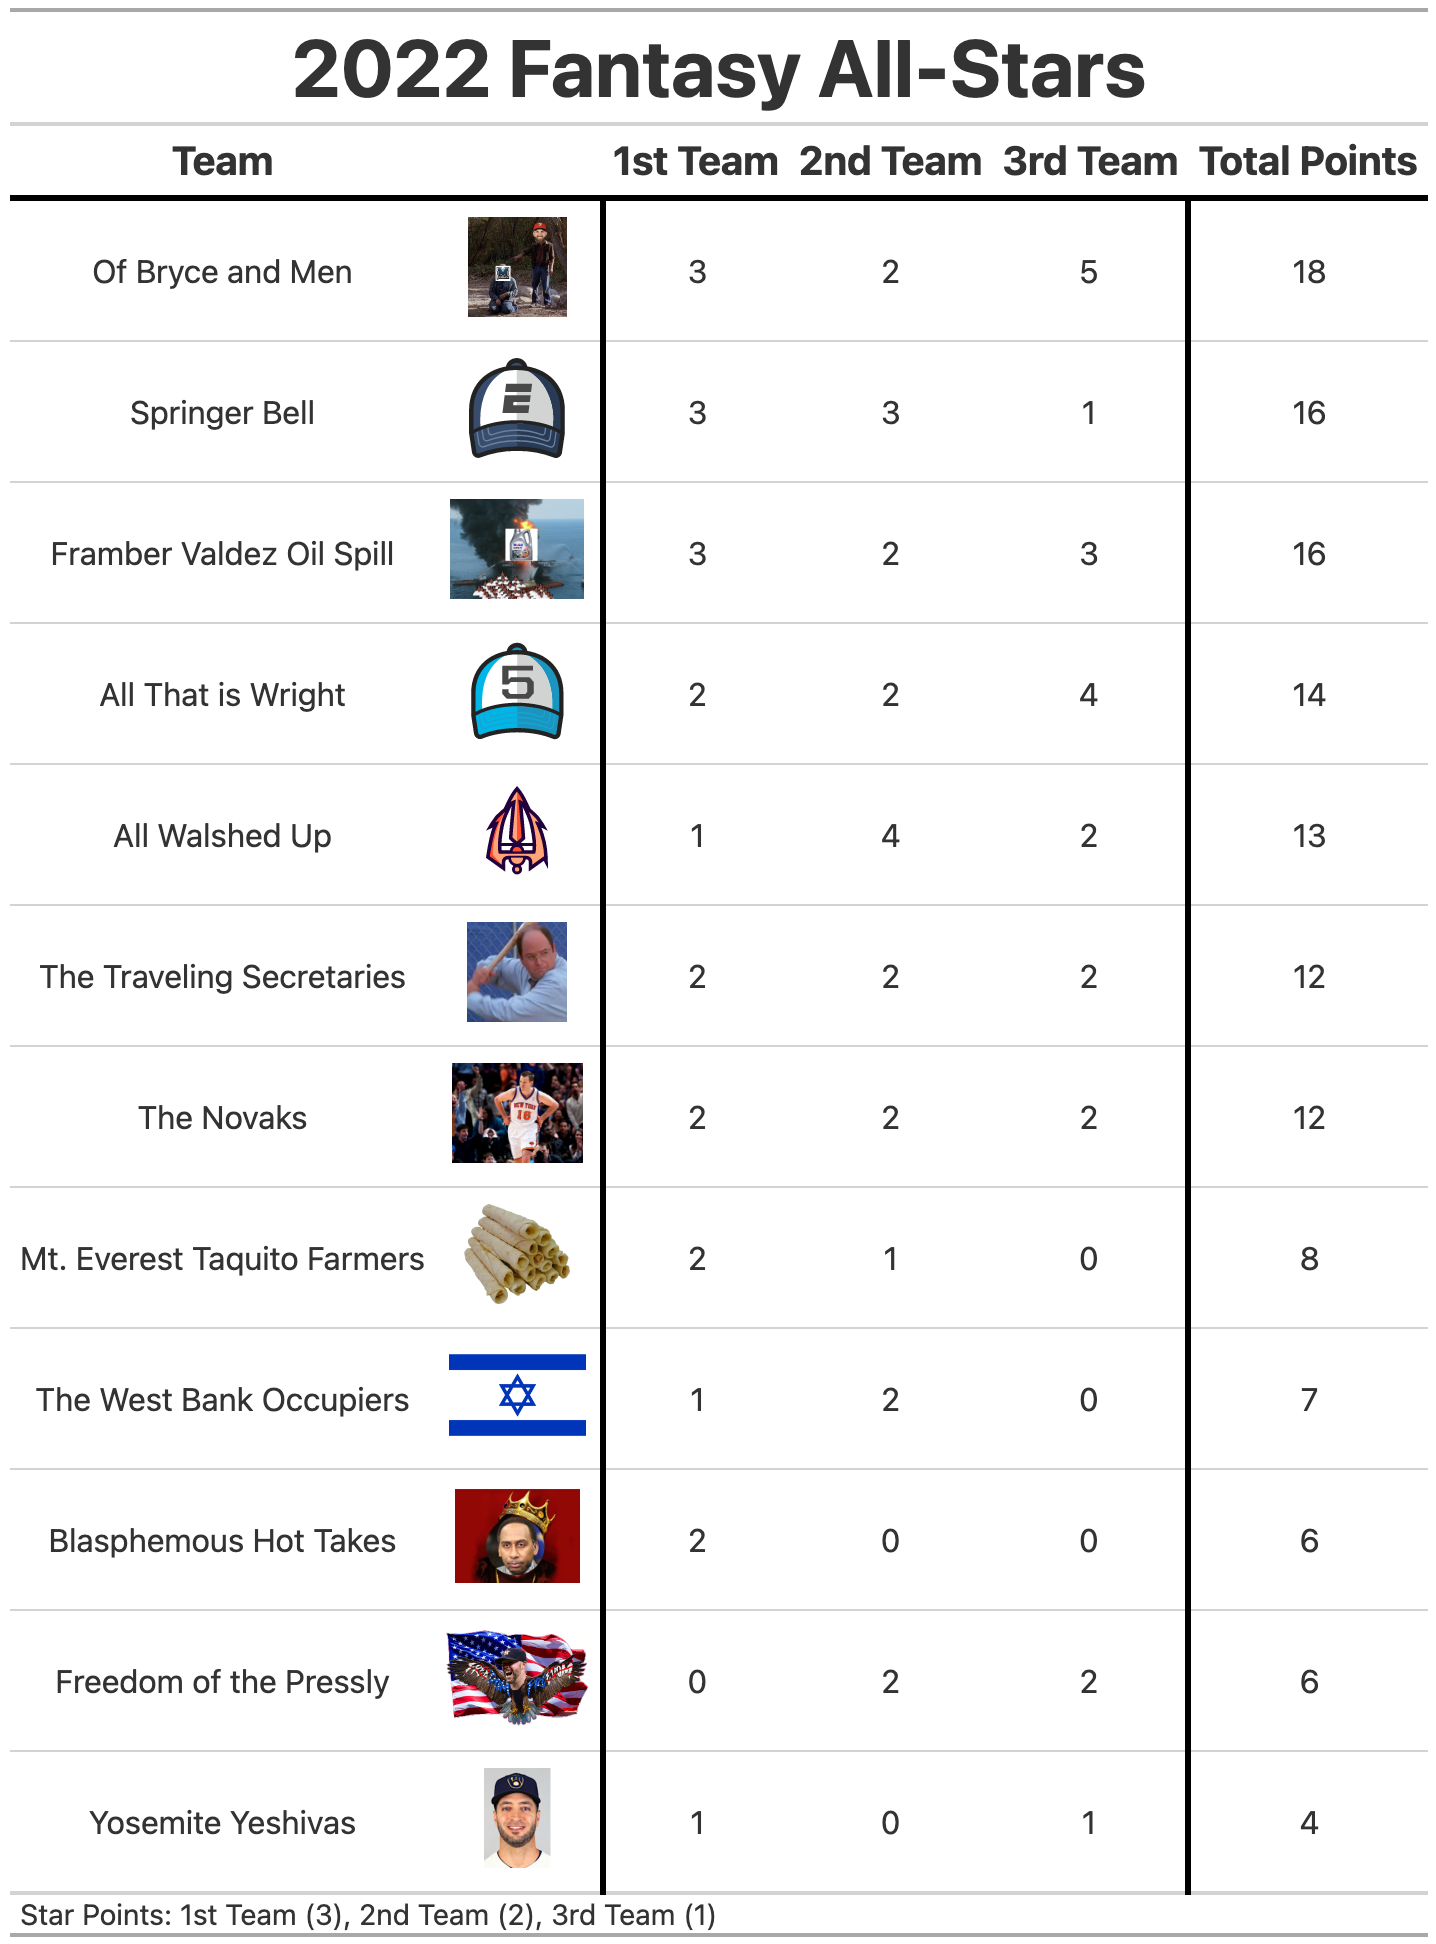 2022 Fantasy All-Stars
Team 1st Team 2nd Team 3rd Team Total Points
Of Bryce and Men 3 2 5 18
Springer Bell E 3 3 1 16
Framber Valdez Oil Spill 3 2 3 16
All That is Wright 5 2 2 4 14
All Walshed Up 1 4 2 13
The Traveling Secretaries 2 2 2 12
The Novaks NEW YORK 16 2 2 2 12
Mt. Everest Taquito Farmers 2 1 0 8
The West Bank Occupiers 1 2 0 7
Blasphemous Hot Takes 2 0 0 6
Freedom of the Pressly 0 2 2 6
Yosemite Yeshivas 1 0 1 4
Star Points: 1st Team (3), 2nd Team (2), 3rd Team (1)